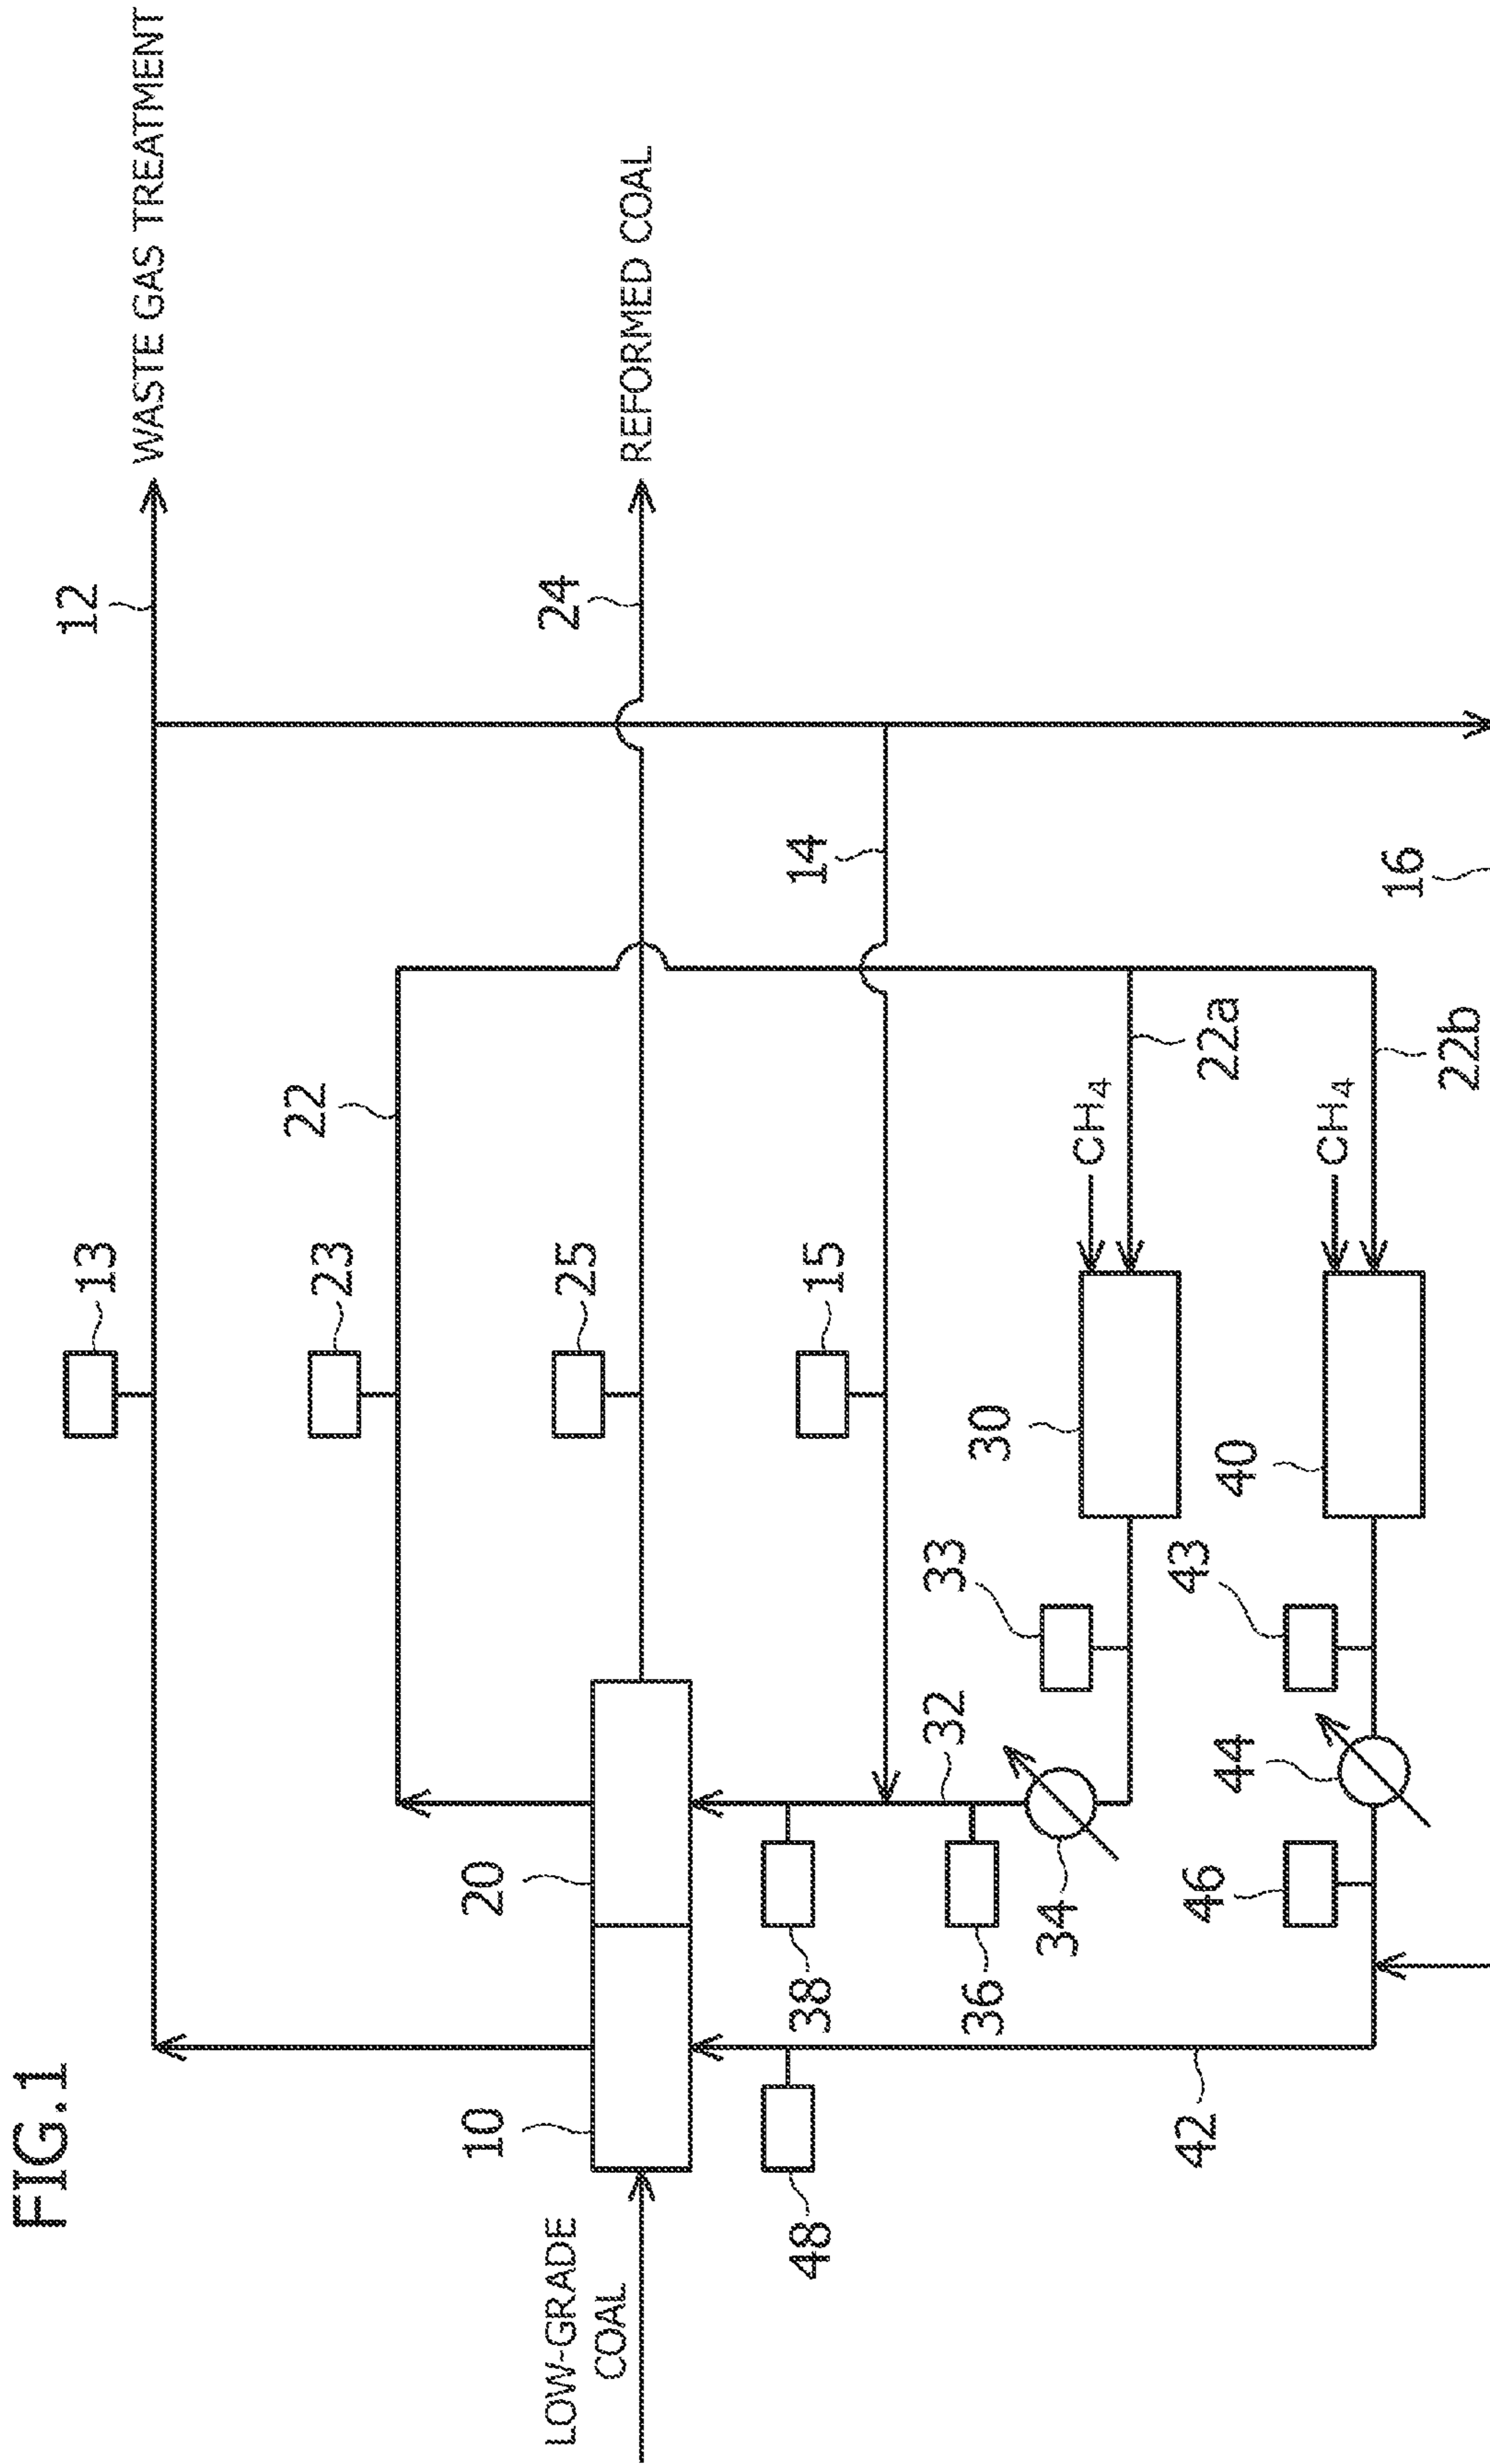 FIG.1
12
WASTE GAS TREATMENT
13
22
23
24
REFORMED COAL
25
LOW-GRADE
COAL
10
20
14
15
48
38
32
33
30
CH4
22a
36
34
16
42
46
44
43
40
CH4
22b